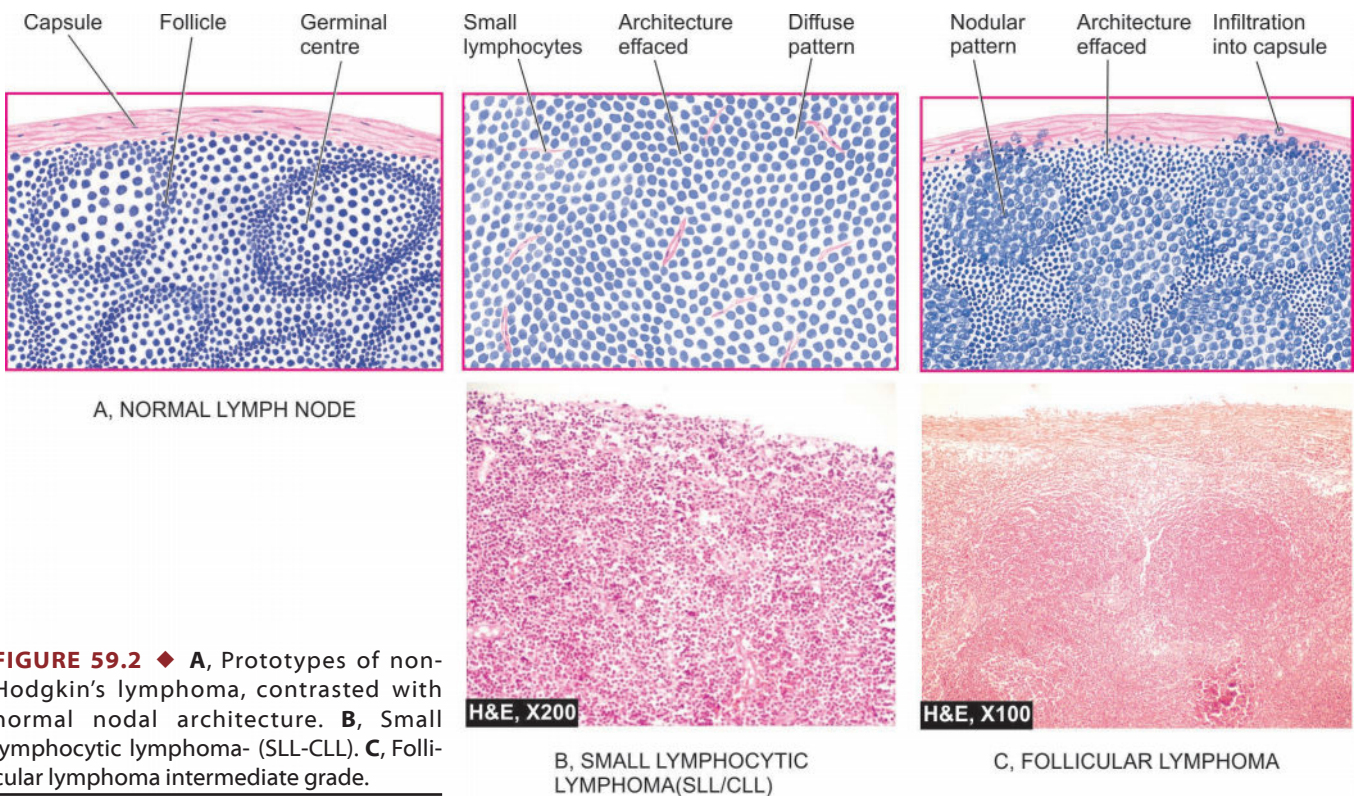 Capsule
Follicle
Germinal
centre
Small
lymphocytes
Architecture
effaced
Diffuse
pattern
Nodular
pattern
Architecture
effaced
Infiltration
into capsule
A, NORMAL LYMPH NODE
H&E, X200
H&E, X100
B, SMALL LYMPHOCYTIC
LYMPHOMA(SLL/CLL)
C, FOLLICULAR LYMPHOMA
FIGURE 59.2 ◆ A, Prototypes of non-
Hodgkin's lymphoma, contrasted with
normal nodal architecture. B, Small
lymphocytic lymphoma- (SLL-CLL). C, Folli-
cular lymphoma intermediate grade.